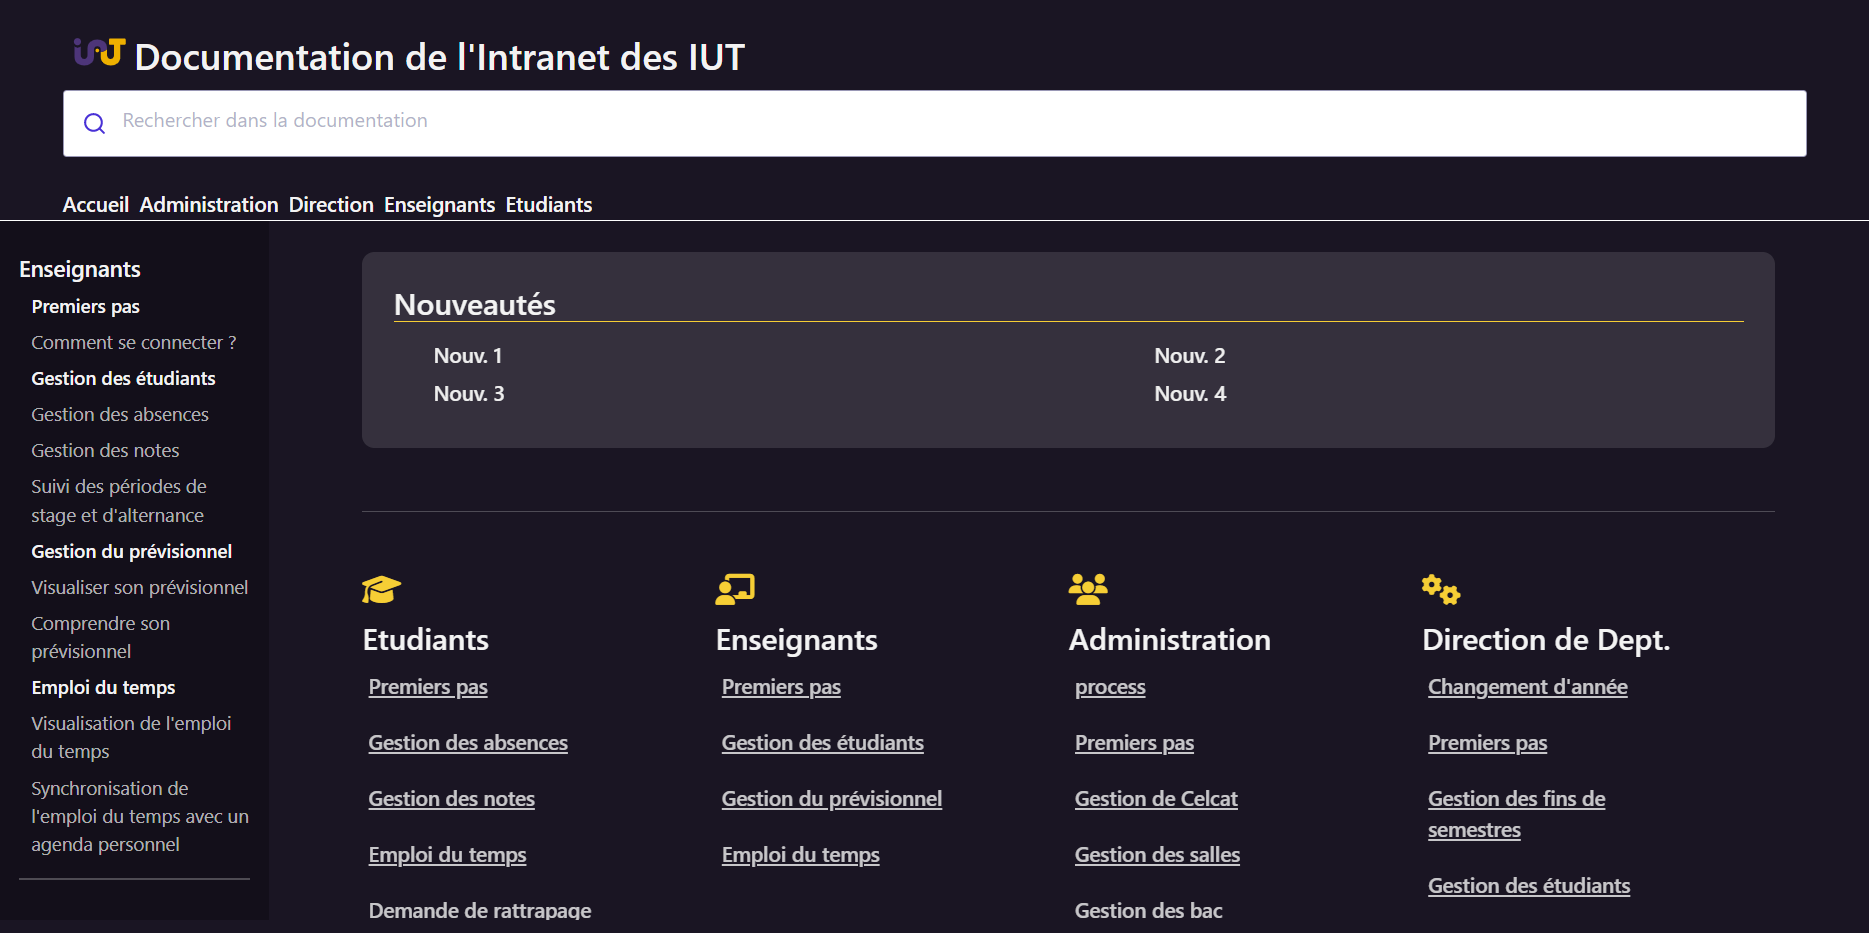 iUT Documentation de l'Intranet des IUT
Rechercher dans la documentation
Accueil Administration Direction Enseignants Etudiants
Enseignants
Premiers pas
Comment se connecter ?
Gestion des étudiants
Gestion des absences
Gestion des notes
Suivi des périodes de
stage et d'alternance
Gestion du prévisionnel
Visualiser son prévisionnel
Comprendre son
prévisionnel
Emploi du temps
Visualisation de l'emploi
du temps
Synchronisation de
l'emploi du temps avec un
agenda personnel
Nouveautés
Nouv. 1
Nouv. 2
Nouv. 3
Nouv. 4
Etudiants
Premiers pas
Gestion des absences
Gestion des notes
Emploi du temps
Demande de rattrapage
Enseignants
Premiers pas
Gestion des étudiants
Gestion du prévisionnel
Emploi du temps
Administration
process
Premiers pas
Gestion de Celcat
Gestion des salles
Gestion des bac
Direction de Dept.
Changement d'année
Premiers pas
Gestion des fins de
semestres
Gestion des étudiants